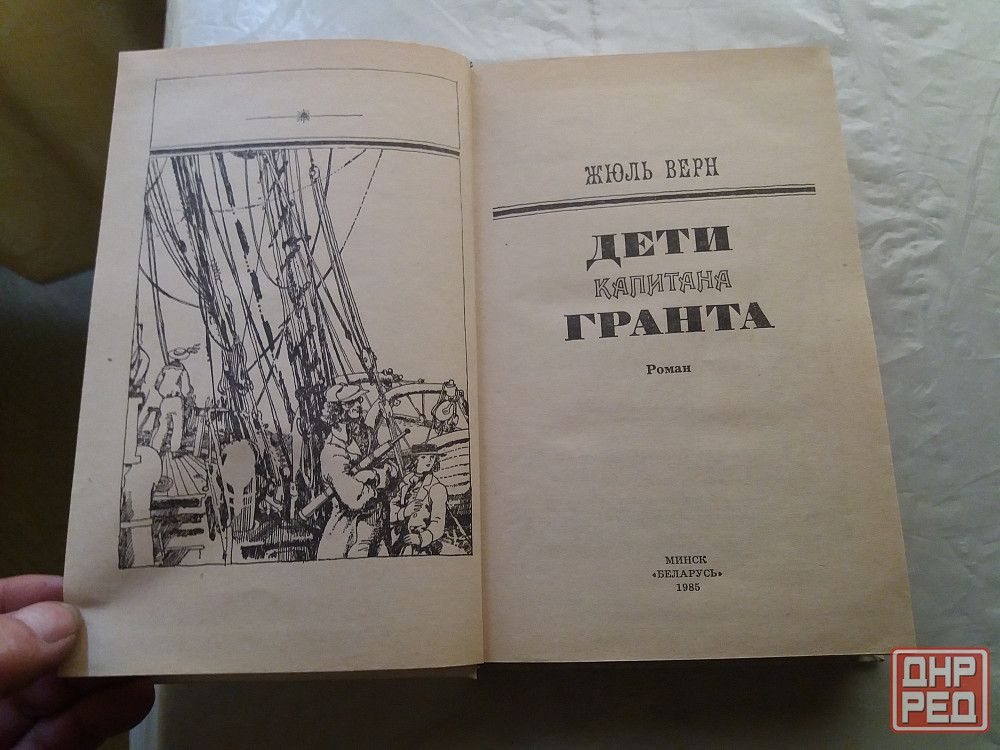 ЖЮЛЬ ВЕРН
ДЕТИ
КАПИТАНА
ГРАНТА
Роман
МИНСК
«БЕЛАРУСЬ»
1985
ДНР
РЕД